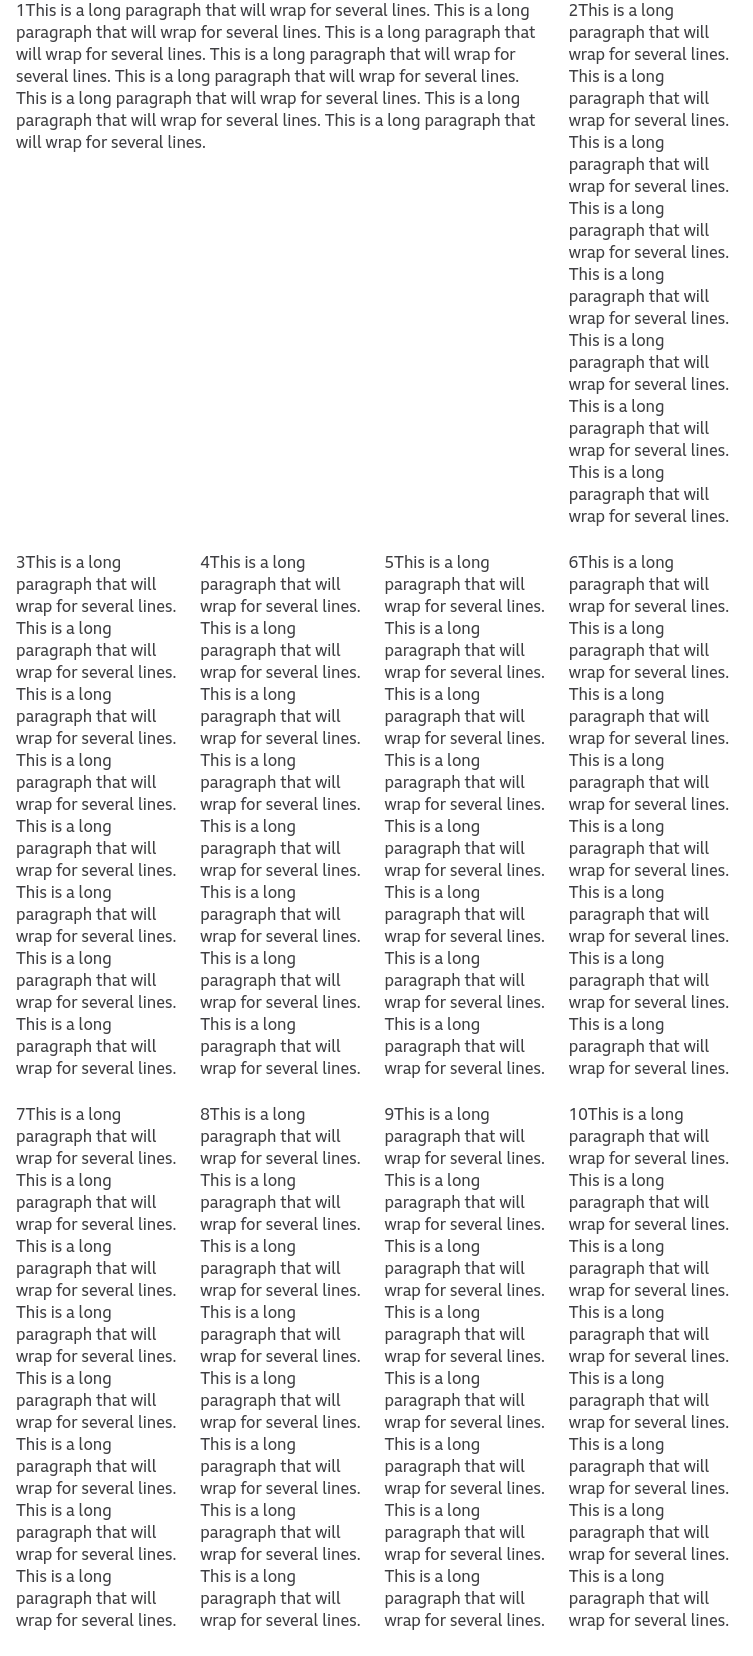 1This is a long paragraph that will wrap for several lines. This is a long
paragraph that will wrap for several lines. This is a long paragraph that
will wrap for several lines. This is a long paragraph that will wrap for
several lines. This is a long paragraph that will wrap for several lines.
This is a long paragraph that will wrap for several lines. This is a long
paragraph that will wrap for several lines. This is a long paragraph that
will wrap for several lines.
2This is a long
paragraph that will
wrap for several lines.
This is a long
paragraph that will
wrap for several lines.
This is a long
paragraph that will
wrap for several lines.
This is a long
paragraph that will
wrap for several lines.
This is a long
paragraph that will
wrap for several lines.
This is a long
paragraph that will
wrap for several lines.
This is a long
paragraph that will
wrap for several lines.
This is a long
paragraph that will
wrap for several lines.
3This is a long
paragraph that will
wrap for several lines.
This is a long
paragraph that will
wrap for several lines.
This is a long
paragraph that will
wrap for several lines.
This is a long
paragraph that will
wrap for several lines.
This is a long
paragraph that will
wrap for several lines.
This is a long
paragraph that will
wrap for several lines.
This is a long
paragraph that will
wrap for several lines.
This is a long
paragraph that will
wrap for several lines.
4This is a long
paragraph that will
wrap for several lines.
This is a long
paragraph that will
wrap for several lines.
This is a long
paragraph that will
wrap for several lines.
This is a long
paragraph that will
wrap for several lines.
This is a long
paragraph that will
wrap for several lines.
This is a long
paragraph that will
wrap for several lines.
This is a long
paragraph that will
wrap for several lines.
This is a long
paragraph that will
wrap for several lines.
5This is a long
paragraph that will
wrap for several lines.
This is a long
paragraph that will
wrap for several lines.
This is a long
paragraph that will
wrap for several lines.
This is a long
paragraph that will
wrap for several lines.
This is a long
paragraph that will
wrap for several lines.
This is a long
paragraph that will
wrap for several lines.
This is a long
paragraph that will
wrap for several lines.
This is a long
paragraph that will
wrap for several lines.
6This is a long
paragraph that will
wrap for several lines.
This is a long
paragraph that will
wrap for several lines.
This is a long
paragraph that will
wrap for several lines.
This is a long
paragraph that will
wrap for several lines.
This is a long
paragraph that will
wrap for several lines.
This is a long
paragraph that will
wrap for several lines.
This is a long
paragraph that will
wrap for several lines.
This is a long
paragraph that will
wrap for several lines.
7This is a long
paragraph that will
wrap for several lines.
This is a long
paragraph that will
wrap for several lines.
This is a long
paragraph that will
wrap for several lines.
This is a long
paragraph that will
wrap for several lines.
This is a long
paragraph that will
wrap for several lines.
This is a long
paragraph that will
wrap for several lines.
This is a long
paragraph that will
wrap for several lines.
This is a long
paragraph that will
wrap for several lines.
8This is a long
paragraph that will
wrap for several lines.
This is a long
paragraph that will
wrap for several lines.
This is a long
paragraph that will
wrap for several lines.
This is a long
paragraph that will
wrap for several lines.
This is a long
paragraph that will
wrap for several lines.
This is a long
paragraph that will
wrap for several lines.
This is a long
paragraph that will
wrap for several lines.
This is a long
paragraph that will
wrap for several lines.
9This is a long
paragraph that will
wrap for several lines.
This is a long
paragraph that will
wrap for several lines.
This is a long
paragraph that will
wrap for several lines.
This is a long
paragraph that will
wrap for several lines.
This is a long
paragraph that will
wrap for several lines.
This is a long
paragraph that will
wrap for several lines.
This is a long
paragraph that will
wrap for several lines.
This is a long
paragraph that will
wrap for several lines.
10This is a long
paragraph that will
wrap for several lines.
This is a long
paragraph that will
wrap for several lines.
This is a long
paragraph that will
wrap for several lines.
This is a long
paragraph that will
wrap for several lines.
This is a long
paragraph that will
wrap for several lines.
This is a long
paragraph that will
wrap for several lines.
This is a long
paragraph that will
wrap for several lines.
This is a long
paragraph that will
wrap for several lines.